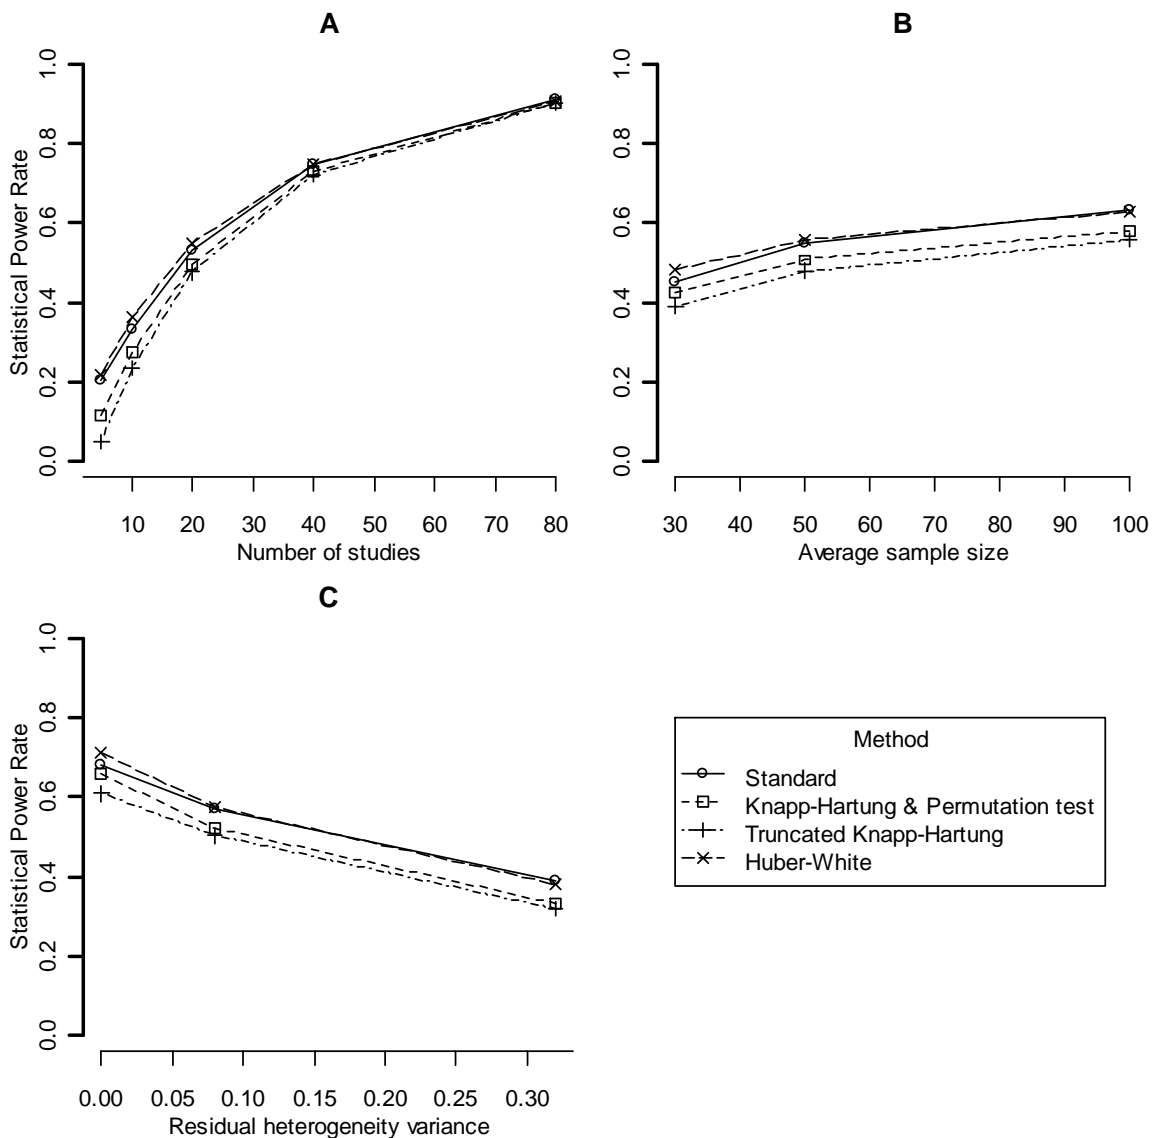 A
Statistical Power Rate
1.0
0.8
0.6
0.4
0.2
0.0
10 20 30 40 50 60 70 80
Number of studies
B
Statistical Power Rate
1.0
0.8
0.6
0.4
0.2
0.0
30 40 50 60 70 80 90 100
Average sample size
C
Statistical Power Rate
1.0
0.8
0.6
0.4
0.2
0.0
0.00 0.05 0.10 0.15 0.20 0.25 0.30
Residual heterogeneity variance
Method
Standard
Knapp-Hartung & Permutation test
Truncated Knapp-Hartung
Huber-White